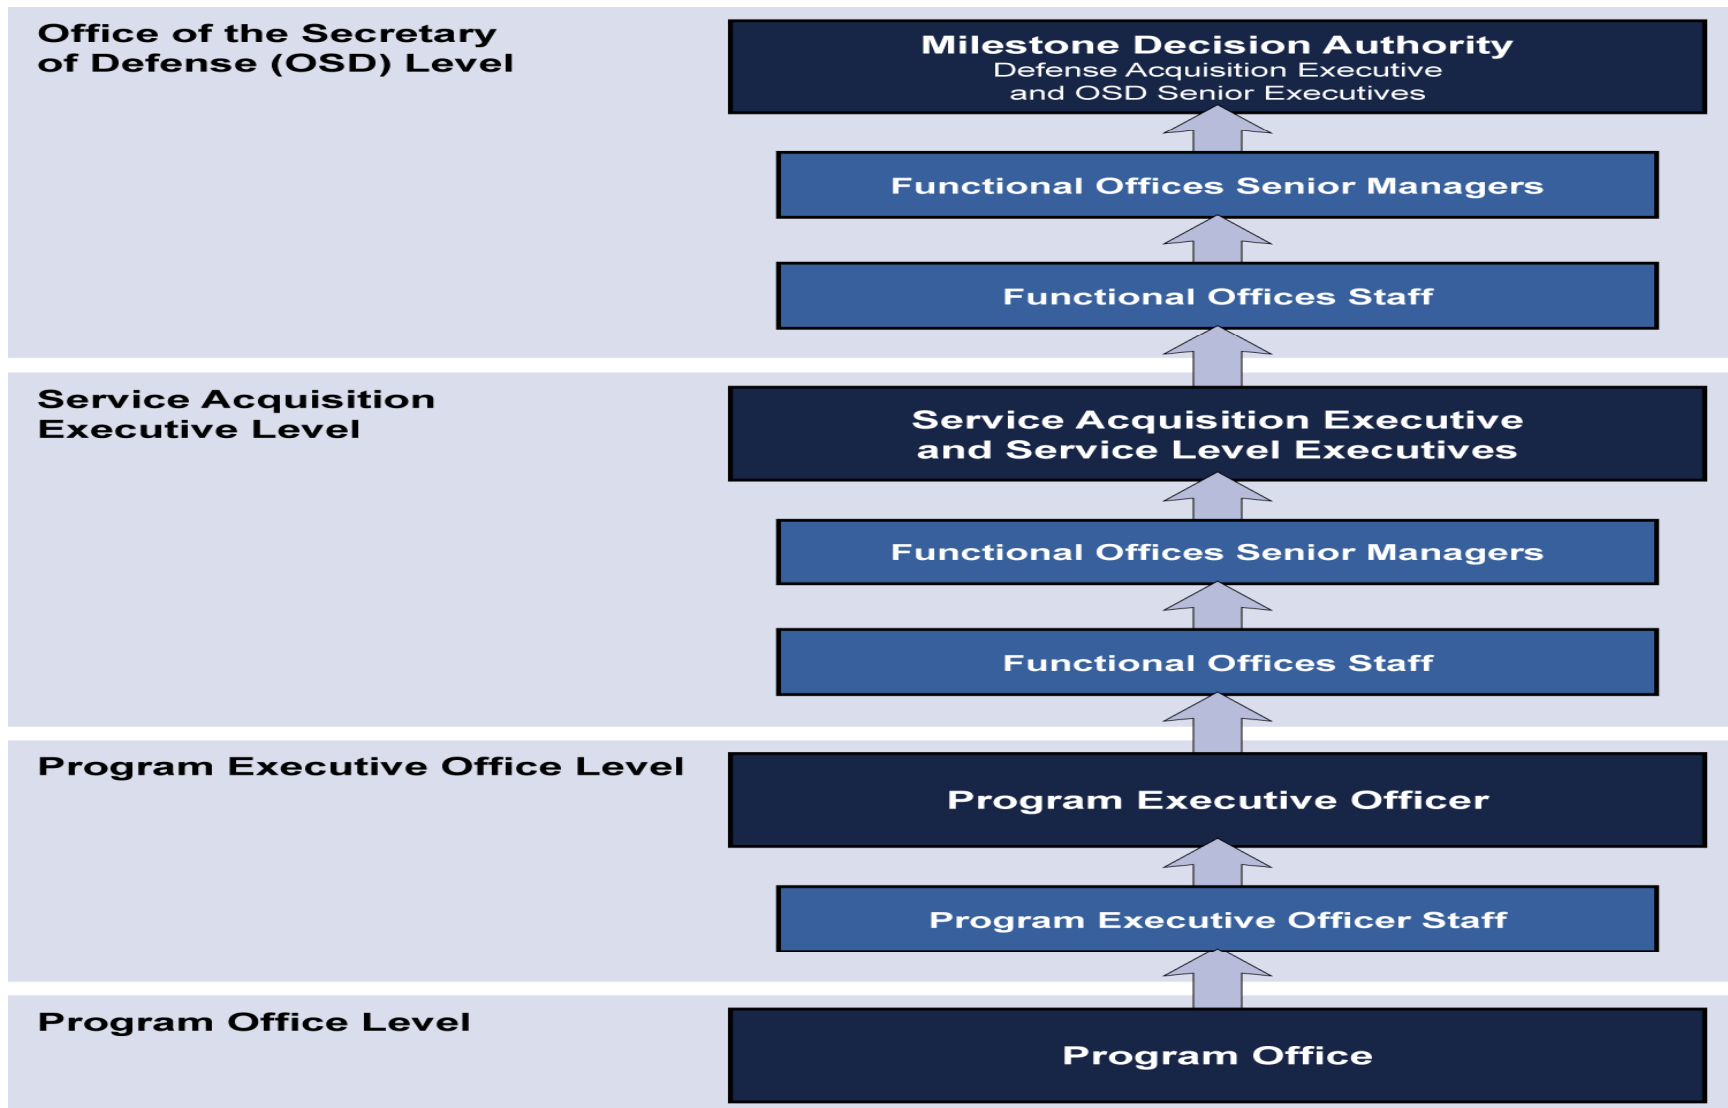 Office of the Secretary
of Defense (OSD) Level
Milestone Decision Authority
Defense Acquisition Executive
and OSD Senior Executives
Functional Offices Senior Managers
Functional Offices Staff
Service Acquisition
Executive Level
Service Acquisition Executive
and Service Level Executives
Functional Offices Senior Managers
Functional Offices Staff
Program Executive Office Level
Program Executive Officer
Program Executive Officer Staff
Program Office Level
Program Office